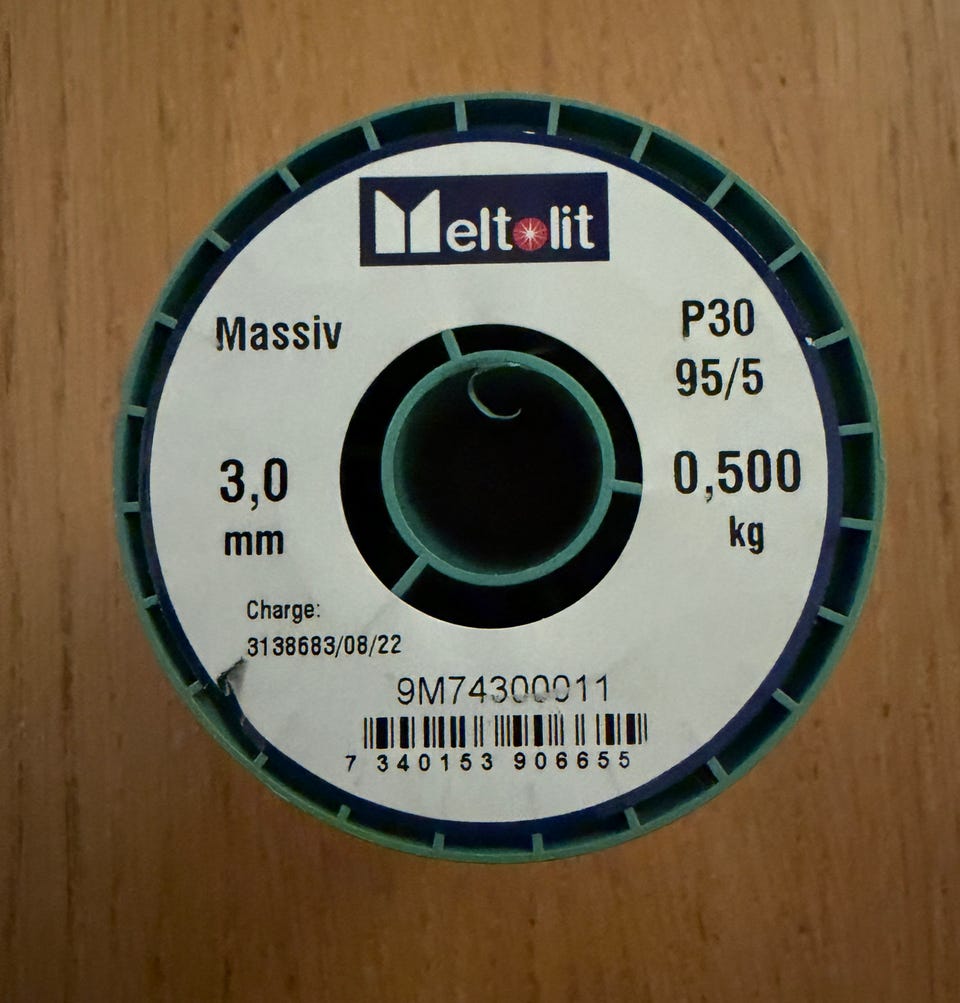 Meltolit
Massiv
P30
95/5
3,0
mm
0,500
kg
Charge:
3138683/08/22
9M74300011
7 340153 906655